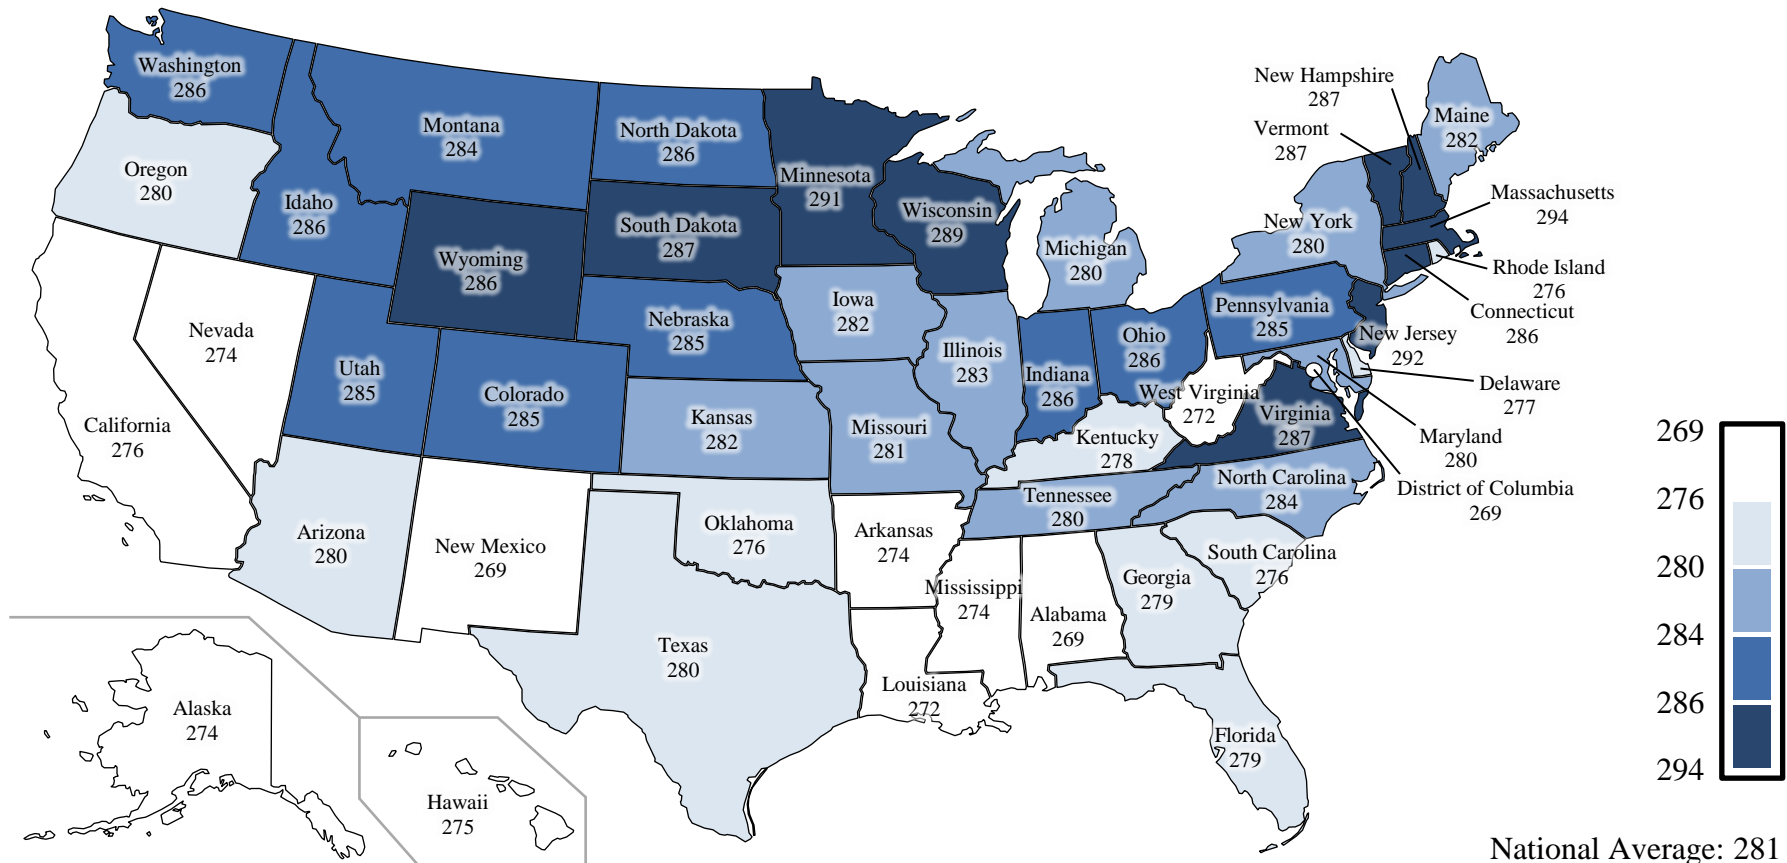 Washington
286
Montana
284
North Dakota
286
Minnesota
291
New Hampshire
287
Vermont
287
Maine
282
Oregon
280
Idaho
286
Wyoming
286
South Dakota
287
Wisconsin
289
Michigan
280
New York
280
Massachusetts
294
Rhode Island
276
Connecticut
286
Nevada
274
Utah
285
Colorado
285
Nebraska
285
Iowa
282
Illinois
283
Indiana
286
Ohio
286
Pennsylvania
285
New Jersey
292
Delaware
277
Maryland
280
District of Columbia
269
California
276
Kansas
282
Missouri
281
Kentucky
278
West Virginia
272
Virginia
287
Arizona
280
New Mexico
269
Oklahoma
276
Arkansas
274
Tennessee
280
North Carolina
284
South Carolina
276
Texas
280
Louisiana
272
Mississippi
274
Alabama
269
Georgia
279
Florida
279
Alaska
274
Hawaii
275
269
276
280
284
286
294
National Average: 281